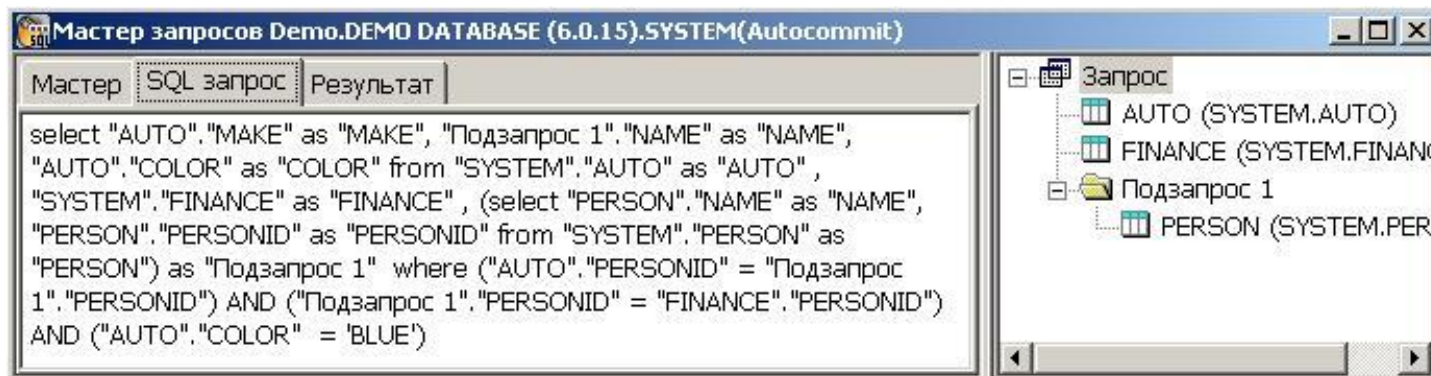 Мастер запросов Demo.DEMO DATABASE (6.0.15).SYSTEM(Autocommit)
Мастер SQL запрос Результат
select "AUTO"."MAKE" as "MAKE", "Подзапрос 1"."NAME" as "NAME",
"AUTO"."COLOR" as "COLOR" from "SYSTEM"."AUTO" as "AUTO" ,
"SYSTEM"."FINANCE" as "FINANCE" , (select "PERSON"."NAME" as "NAME",
"PERSON"."PERSONID" as "PERSONID" from "SYSTEM"."PERSON" as
"PERSON") as "Подзапрос 1"  where ("AUTO"."PERSONID" = "Подзапрос
1"."PERSONID") AND ("Подзапрос 1"."PERSONID" = "FINANCE"."PERSONID")
AND ("AUTO"."COLOR"  = 'BLUE')
Запрос
AUTO (SYSTEM.AUTO)
FINANCE (SYSTEM.FINAN
Подзапрос 1
PERSON (SYSTEM.PER